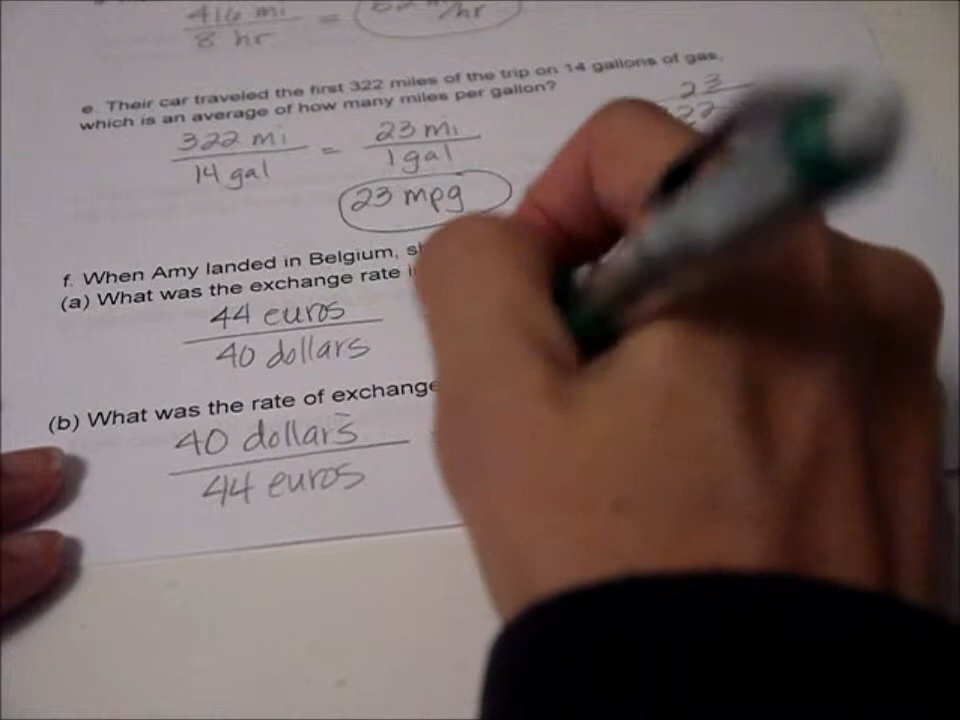 416 mi
8 hr
=
/hr
e. Their car traveled the first 322 miles of the trip on 14 gallons of gas,
which is an average of how many miles per gallon?
322 mi
14 gal
=
23 mi
1 gal
23 mpg
23
f. When Amy landed in Belgium,
(a) What was the exchange rate
44 euros
40 dollars
(b) What was the rate of exchange
40 dollars
44 euros